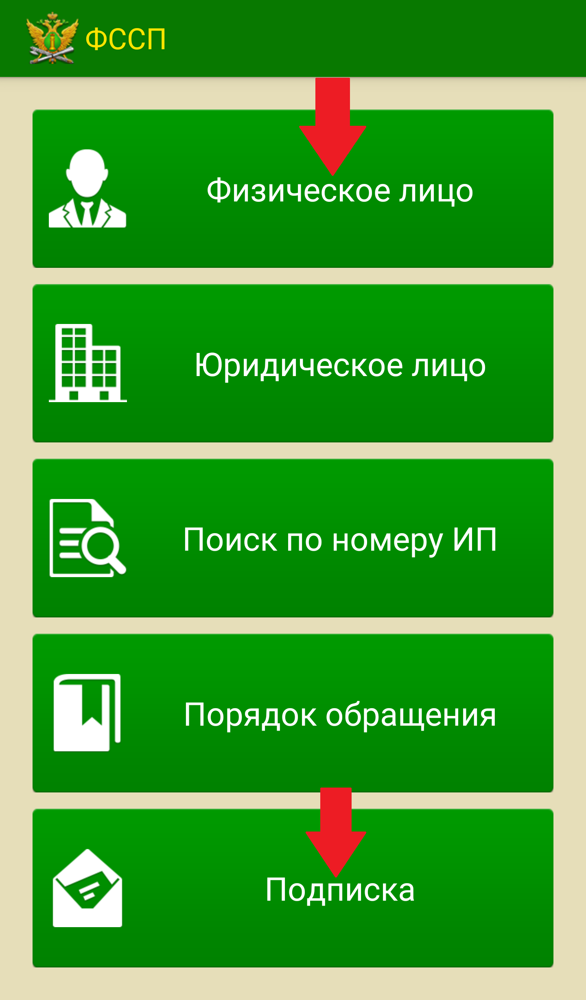 ФССП
Физическое лицо
Юридическое лицо
Поиск по номеру ИП
Порядок обращения
Подписка